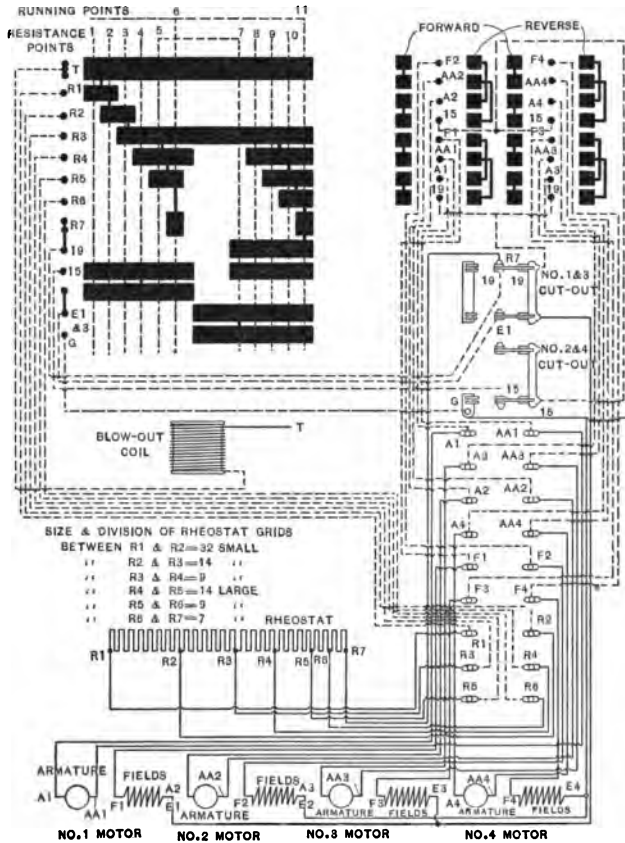 RUNNING POINTS
6
11
RESISTANCE POINTS
1 2 3 4 5 7 8 9 10
T
R1
R2
R3
R4
R5
R6
R7
19
15
E1
&3
G
FORWARD
REVERSE
F2
AA2
A2
15
F1
AA1
A1
19
F4
AA4
A4
15
F3
AA3
A3
19
R7
19 19
NO.1&3
CUT-OUT
E1
NO.2&4
CUT-OUT
15
G
15
BLOW-OUT
COIL
T
A1 AA1
A3 AA3
A2 AA2
A4 AA4
F1 F2
F3 F4
R1 R2
R3 R4
R5 R6
SIZE & DIVISION OF RHEOSTAT GRIDS
BETWEEN R1 & R2=32 SMALL
" R2 & R3=14 "
" R3 & R4=9 "
" R4 & R5=14 LARGE
" R5 & R6=9 "
" R6 & R7=7 "
RHEOSTAT
R1 R2 R3 R4 R5 R6 R7
ARMATURE
A1
AA1
F1
FIELDS
A2
E1
AA2
ARMATURE
F2
FIELDS
A3
E2
AA3
ARMATURE
F3
FIELDS
E3
A4
AA4
ARMATURE
F4
FIELDS
E4
NO.1 MOTOR NO.2 MOTOR NO.3 MOTOR NO.4 MOTOR